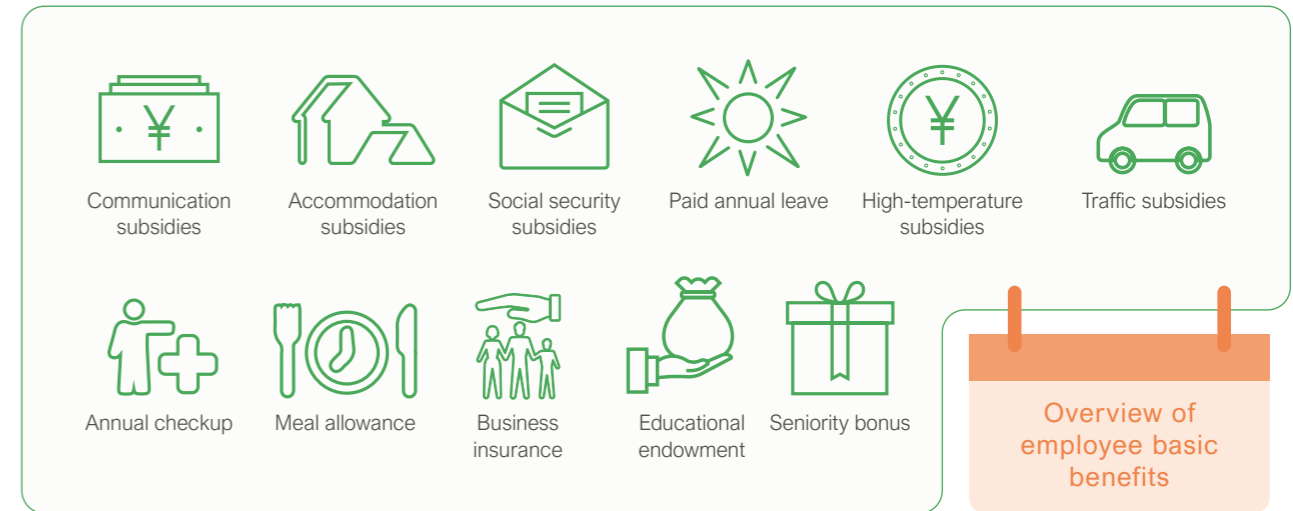 ¥
¥
Communication
subsidies
Accommodation
subsidies
Social security
subsidies
Paid annual leave
High-temperature
subsidies
Traffic subsidies
Annual checkup
Meal allowance
Business
insurance
Educational
endowment
Seniority bonus
Overview of
employee basic
benefits